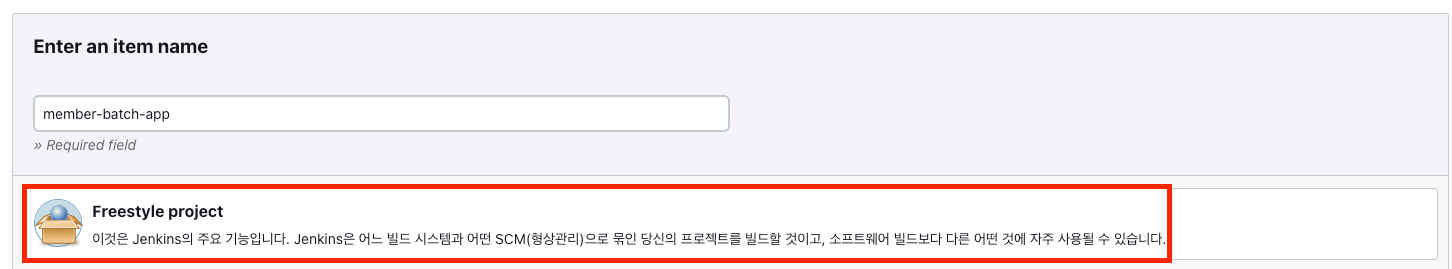 Enter an item name
member-batch-app
» Required field
Freestyle project
이것은 Jenkins의 주요 기능입니다. Jenkins은 어느 빌드 시스템과 어떤 SCM(형상관리)으로 묶인 당신의 프로젝트를 빌드할 것이고, 소프트웨어 빌드보다 다른 어떤 것에 자주 사용될 수 있습니다.